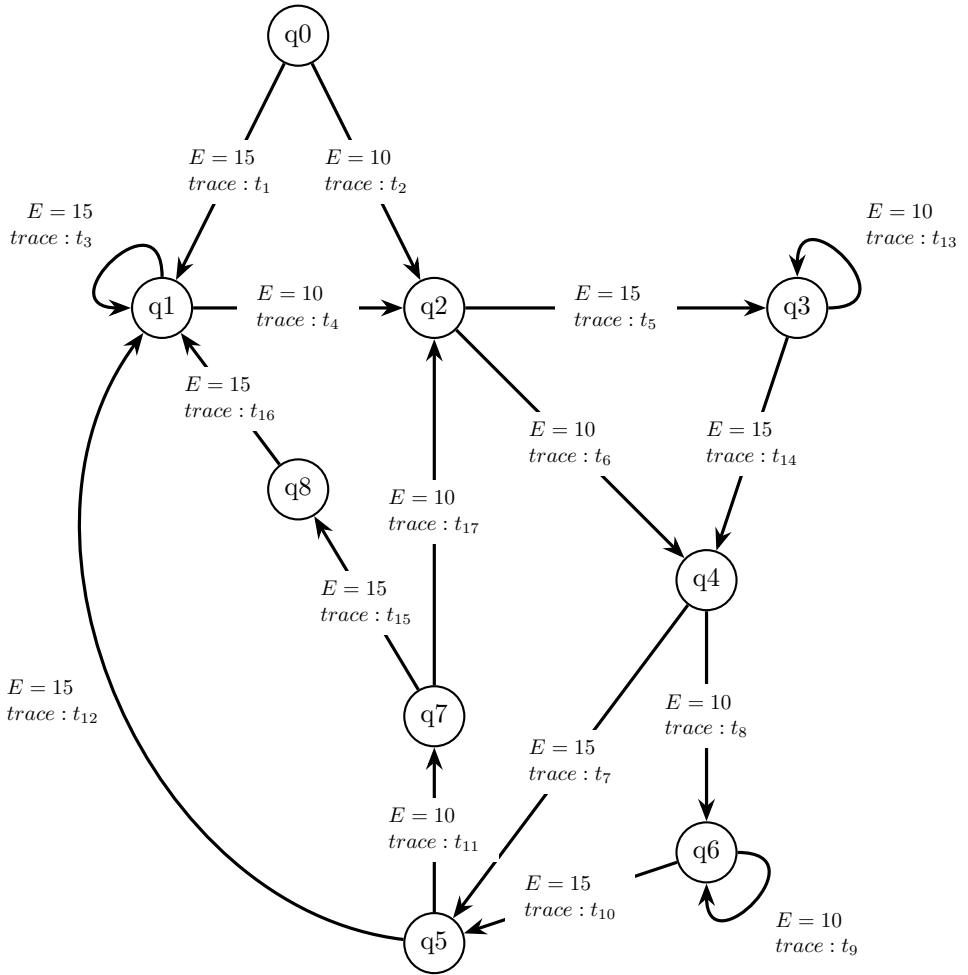 q0
E = 15
trace : t₁
E = 10
trace : t₂
E = 15
trace : t₃
E = 10
trace : t₁₃
q1
E = 10
trace : t₄
q2
E = 15
trace : t₅
q3
E = 15
trace : t₁₆
E = 10
trace : t₆
E = 15
trace : t₁₄
q8
E = 10
trace : t₁₇
q4
E = 15
trace : t₁₅
E = 15
trace : t₁₂
q7
E = 10
trace : t₈
E = 15
trace : t₇
E = 10
trace : t₁₁
q6
E = 15
trace : t₁₀
E = 10
trace : t₉
q5